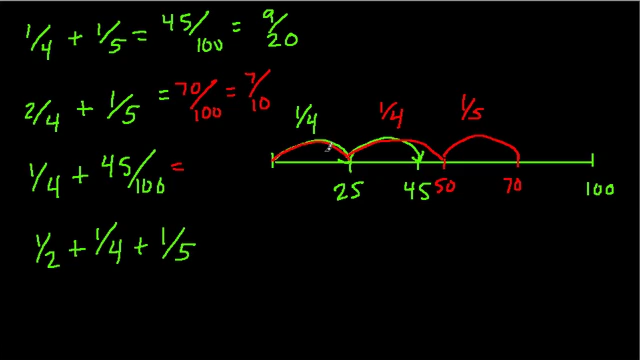 1/4 + 1/5 = 45/100 = 9/20
2/4 + 1/5 = 70/100 = 7/10
1/4 1/4 1/5
1/4 + 45/100 =
25 45 50 70 100
1/2 + 1/4 + 1/5